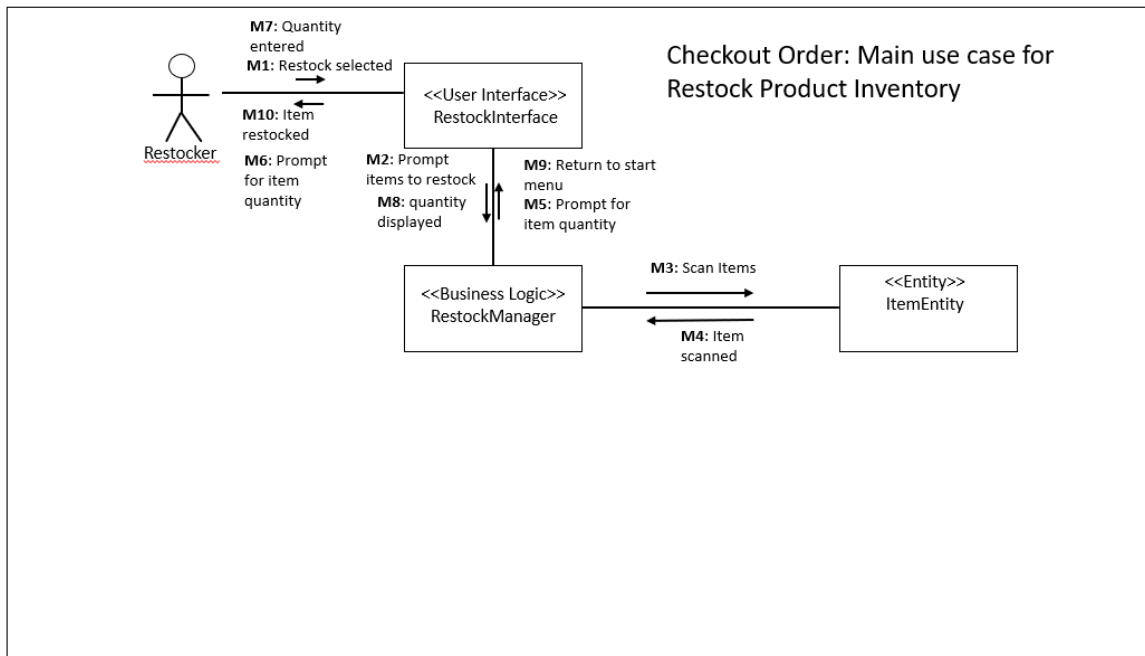 M7: Quantity
entered
M1: Restock selected
Checkout Order: Main use case for
Restock Product Inventory
<<User Interface>>
RestockInterface
M10: Item
restocked
Restocker
M6: Prompt
for item
quantity
M2: Prompt
items to restock
M8: quantity
displayed
M9: Return to start
menu
M5: Prompt for
item quantity
<<Business Logic>>
RestockManager
M3: Scan Items
M4: Item
scanned
<<Entity>>
ItemEntity